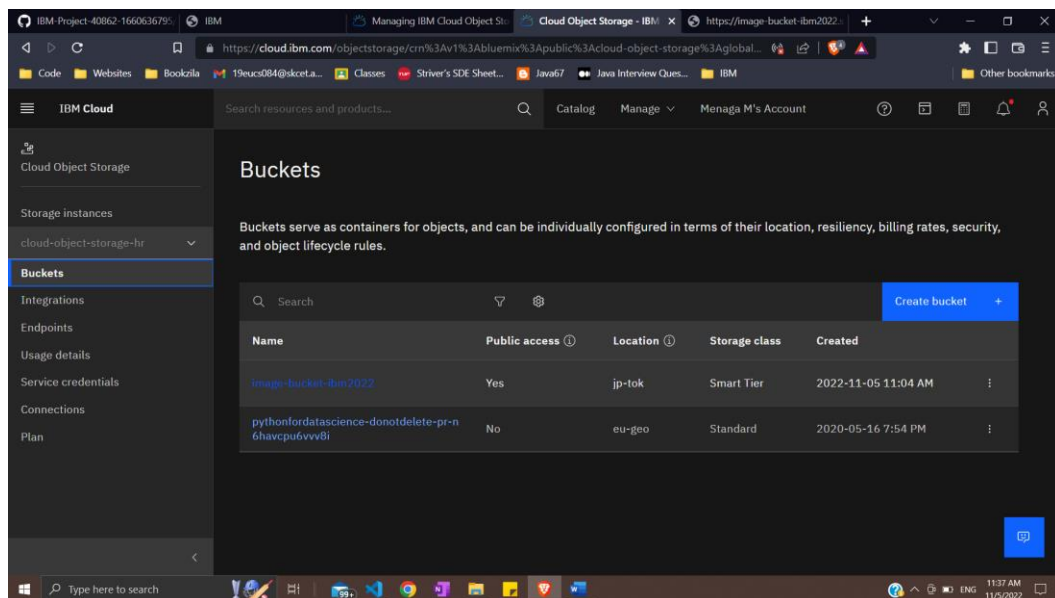 IBM-Project-40862-1660636795
IBM
Managing IBM Cloud Object Sto
Cloud Object Storage - IBM
https://image-bucket-ibm2022.s
https://cloud.ibm.com/objectstorage/crn%3Av1%3Abluemix%3Apublic%3Acloud-object-storage%3Aglobal...
Code
Websites
Bookzila
19eucs084@skcet.a...
Classes
Striver's SDE Sheet...
Java67
Java Interview Ques...
IBM
Other bookmarks
IBM Cloud
Search resources and products...
Catalog
Manage
Menaga M's Account
Cloud Object Storage
Storage instances
cloud-object-storage-hr
Buckets
Integrations
Endpoints
Usage details
Service credentials
Connections
Plan
Buckets
Buckets serve as containers for objects, and can be individually configured in terms of their location, resiliency, billing rates, security,
and object lifecycle rules.
Search
Create bucket +
Name Public access Location Storage class Created
image-bucket-ibm2022 Yes jp-tok Smart Tier 2022-11-05 11:04 AM
pythonfordatascience-donotdelete-pr-n
6havcpu6vvv8i No eu-geo Standard 2020-05-16 7:54 PM
Type here to search
99+
ENG
11:37 AM
11/5/2022